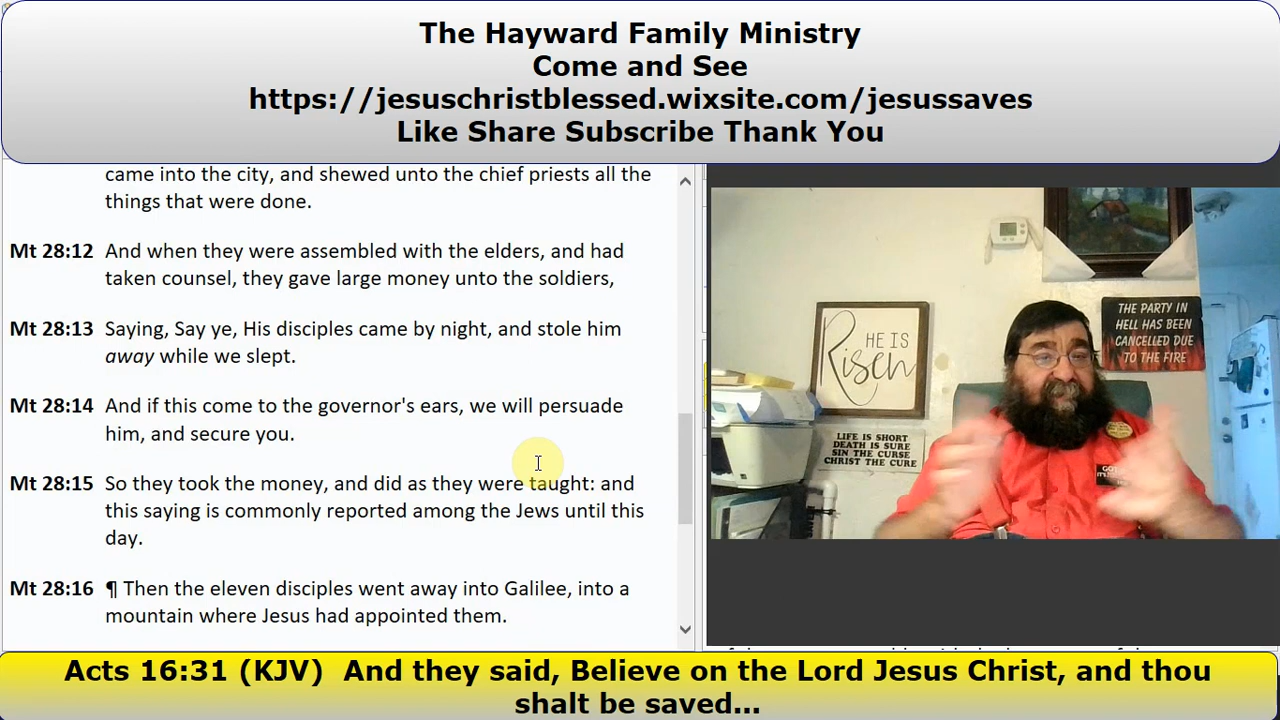 The Hayward Family Ministry
Come and See
https://jesuschristblessed.wixsite.com/jesussaves
Like Share Subscribe Thank You
came into the city, and shewed unto the chief priests all the
things that were done.
Mt 28:12 And when they were assembled with the elders, and had
taken counsel, they gave large money unto the soldiers,
Mt 28:13 Saying, Say ye, His disciples came by night, and stole him
away while we slept.
Mt 28:14 And if this come to the governor's ears, we will persuade
him, and secure you.
Mt 28:15 So they took the money, and did as they were taught: and
this saying is commonly reported among the Jews until this
day.
Mt 28:16 ¶ Then the eleven disciples went away into Galilee, into a
mountain where Jesus had appointed them.
HE IS
Risen
LIFE IS SHORT
DEATH IS SURE
SIN THE CURSE
CHRIST THE CURE
THE PARTY IN
HELL HAS BEEN
CANCELLED DUE
TO THE FIRE
Acts 16:31 (KJV) And they said, Believe on the Lord Jesus Christ, and thou
shalt be saved...